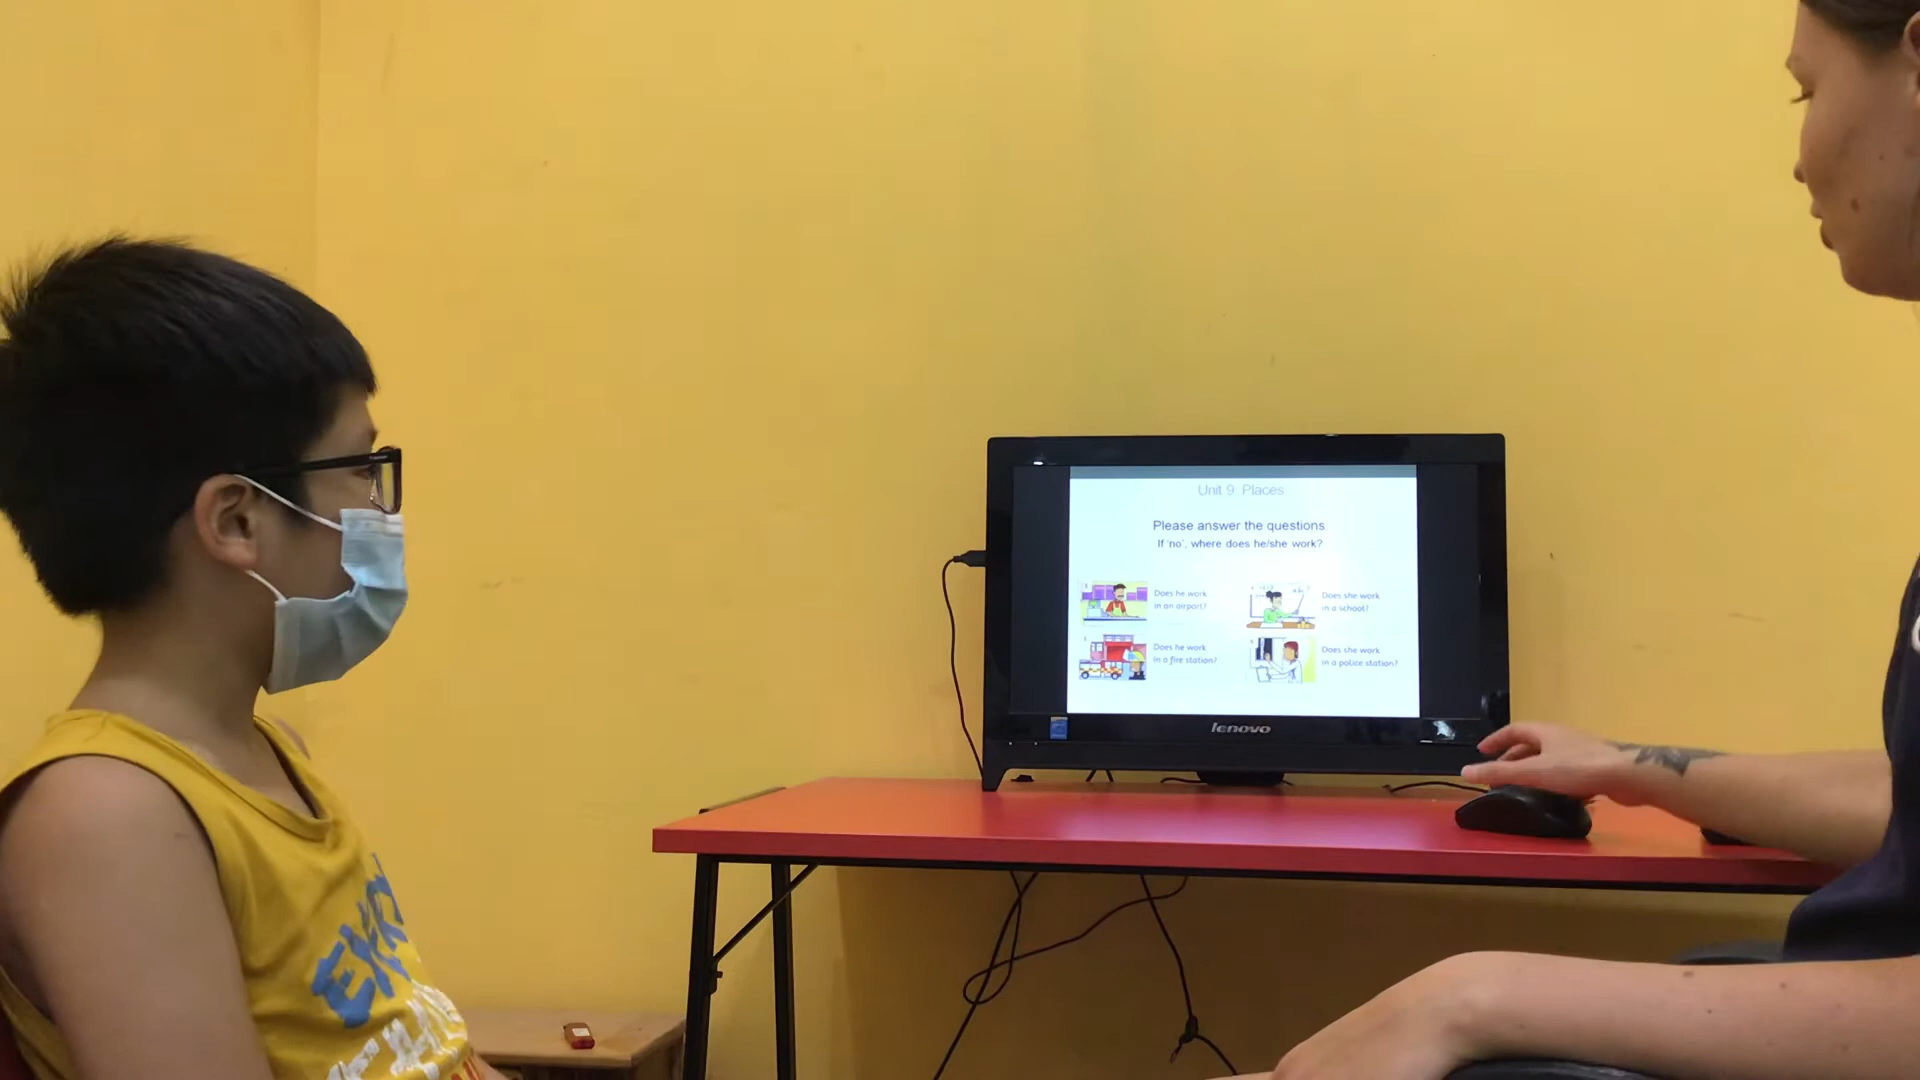 Unit 9 Places
Please answer the questions
If 'no', where does he/she work?
Does he work
in an airport?
Does she work
in a school?
Does he work
in a fire station?
Does she work
in a police station?
lenovo